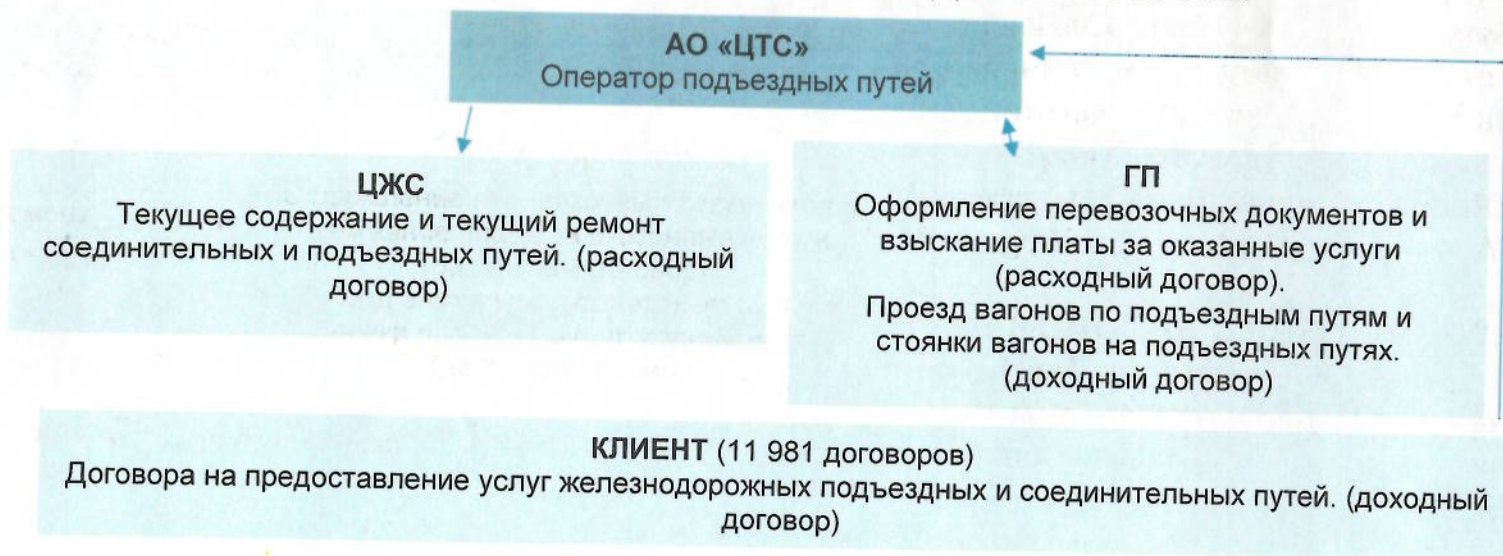 АО «ЦТС»
Оператор подъездных путей
ЦЖС
Текущее содержание и текущий ремонт
соединительных и подъездных путей. (расходный
договор)
ГП
Оформление перевозочных документов и
взыскание платы за оказанные услуги
(расходный договор).
Проезд вагонов по подъездным путям и
стоянки вагонов на подъездных путях.
(доходный договор)
КЛИЕНТ (11 981 договоров)
Договора на предоставление услуг железнодорожных подъездных и соединительных путей. (доходный
договор)